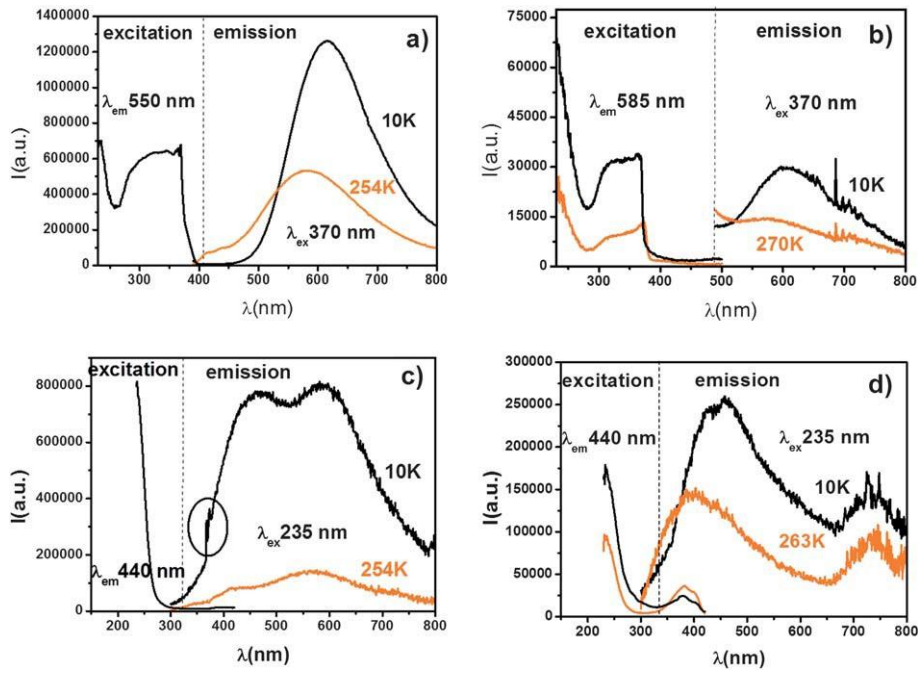 1400000
1200000
1000000
800000
600000
400000
200000
0
I(a.u.)
excitation
emission
a)
λem 550 nm
10K
254K
λex 370 nm
300 400 500 600 700 800
λ(nm)
75000
60000
45000
30000
15000
0
I(a.u.)
excitation
emission
b)
λem 585 nm
λex 370 nm
10K
270K
300 400 500 600 700 800
λ(nm)
800000
600000
400000
200000
0
I(a.u.)
excitation
emission
c)
10K
λex 235 nm
λem 440 nm
254K
200 300 400 500 600 700 800
λ(nm)
300000
250000
200000
150000
100000
50000
0
I(a.u.)
excitation
emission
d)
λem 440 nm
λex 235 nm
10K
263K
200 300 400 500 600 700 800
λ(nm)